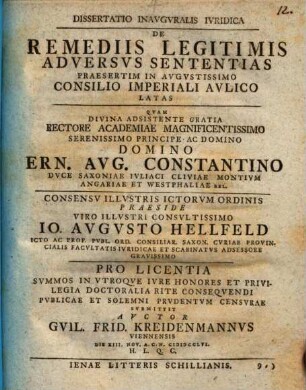 12.
DISSERTATIO INAVGVRALIS IVRIDICA
DE
REMEDIIS LEGITIMIS
ADVERSVS SENTENTIAS
PRAESERTIM IN AVGVSTISSIMO
CONSILIO IMPERIALI AVLICO
LATAS
QVAM
DIVINA ADSISTENTE GRATIA
RECTORE ACADEMIAE MAGNIFICENTISSIMO
SERENISSIMO PRINCIPE AC DOMINO
DOMINO
ERN. AVG. CONSTANTINO
DVCE SAXONIAE IVLIACI CLIVIAE MONTIVM
ANGARIAE ET WESTPHALIAE REL.
CONSENSV ILLVSTRIS ICTORVM ORDINIS
PRAESIDE
VIRO ILLVSTRI CONSVLTISSIMO
IO. AVGVSTO HELLFELD
ICTO AC PROF. PVBL. ORD. CONSILIAR. SAXON. CVRIAE PROVIN-
CIALIS FACVLTATIS IVRIDICAE ET SCABINATVS ADSESSORE
GRAVISSIMO
PRO LICENTIA
SVMMOS IN VTROQVE IVRE HONORES ET PRIVI-
LEGIA DOCTORALIA RITE CONSEQVENDI
PVBLICAE ET SOLEMNI PRVDENTVM CENSVRAE
SVBMITTIT
AVCTOR
GVIL. FRID. KREIDENMANNVS
VIENNENSIS
DIE XIII. NOV. A. C. N. CIƆIƆCCLVI.
H. L. Q. C.
IENAE LITTERIS SCHILLIANIS.